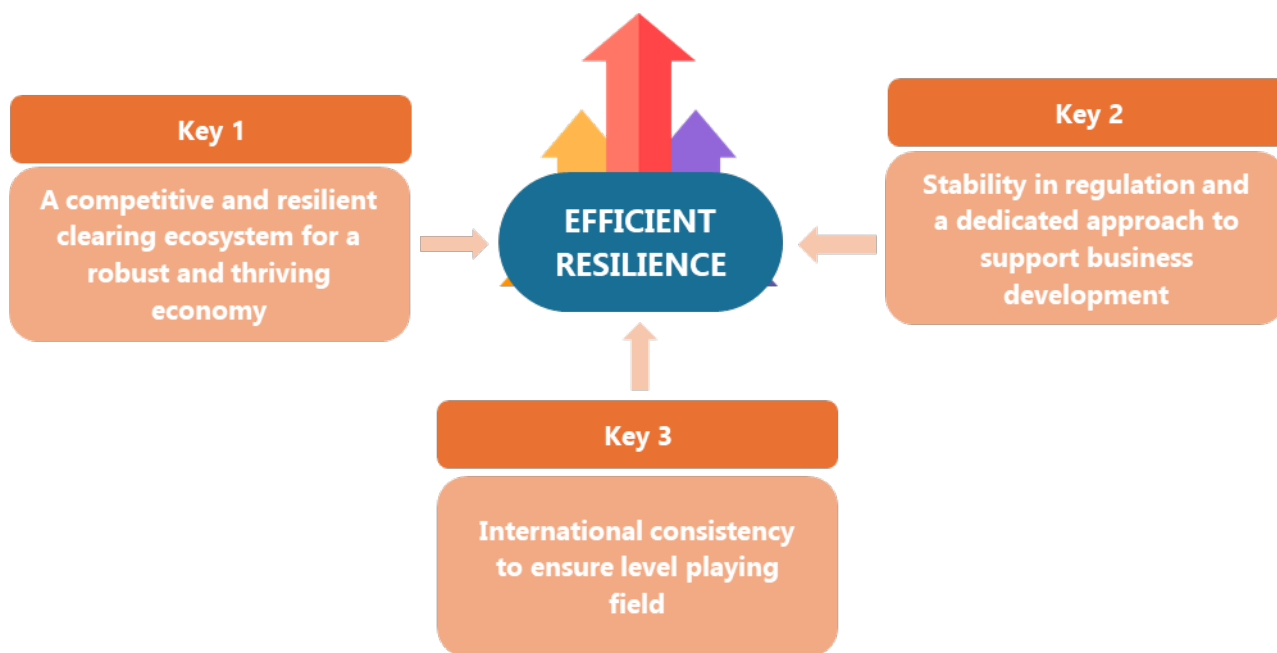 Key 1
A competitive and resilient
clearing ecosystem for a
robust and thriving
economy
EFFICIENT
RESILIENCE
Key 2
Stability in regulation and
a dedicated approach to
support business
development
Key 3
International consistency
to ensure level playing
field